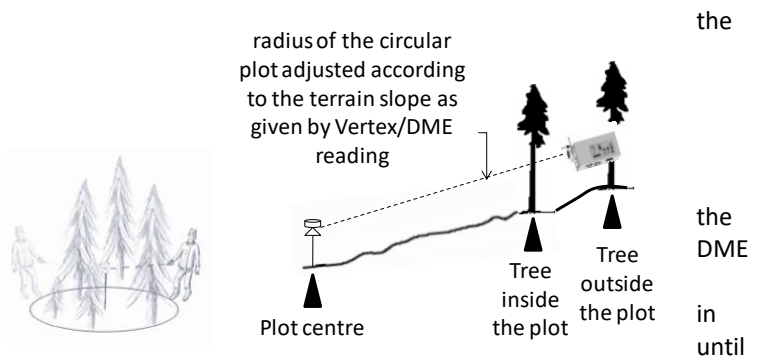 the
radius of the circular
plot adjusted according
to the terrain slope as
given by Vertex/DME
reading
the
DME
in
until
Plot centre
Tree
inside
the plot
Tree
outside
the plot